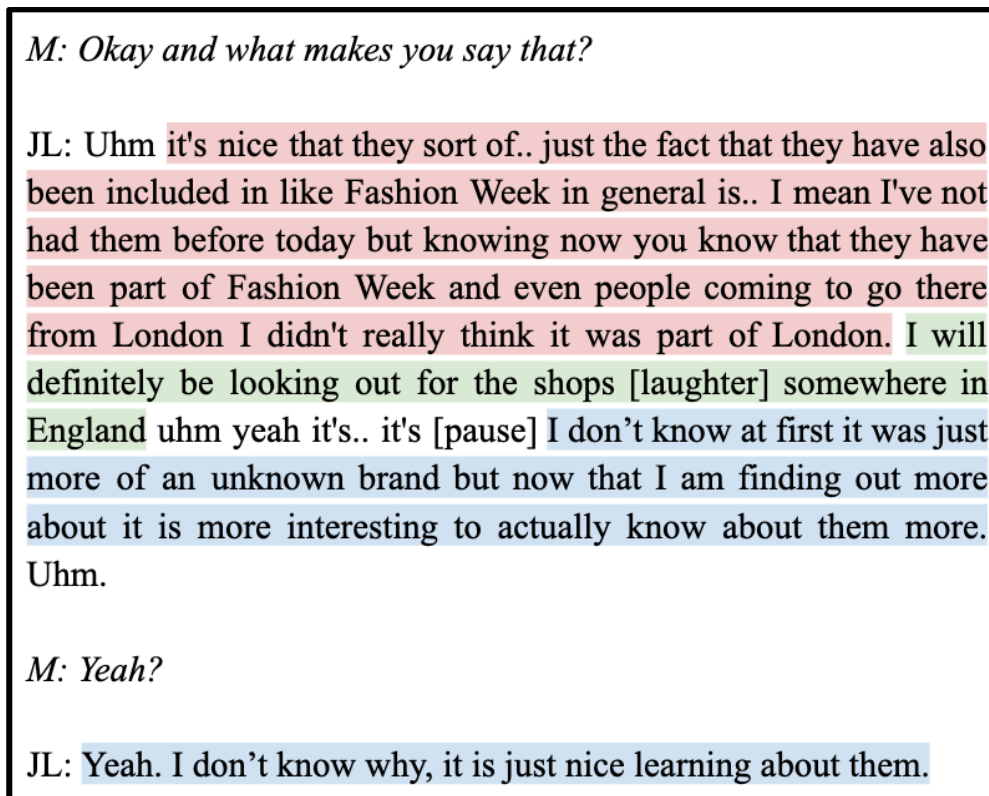 M: Okay and what makes you say that?
JL: Uhm it's nice that they sort of.. just the fact that they have also
been included in like Fashion Week in general is.. I mean I've not
had them before today but knowing now you know that they have
been part of Fashion Week and even people coming to go there
from London I didn't really think it was part of London. I will
definitely be looking out for the shops [laughter] somewhere in
England uhm yeah it's.. it's [pause] I don’t know at first it was just
more of an unknown brand but now that I am finding out more
about it is more interesting to actually know about them more.
Uhm.
M: Yeah?
JL: Yeah. I don’t know why, it is just nice learning about them.